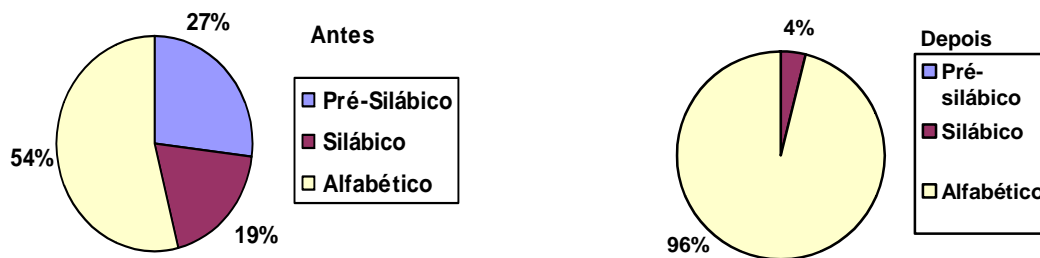 27%
Antes
Pré-Silábico
Silábico
Alfabético
54%
19%
4%
Depois
Pré-
silábico
Silábico
Alfabético
96%